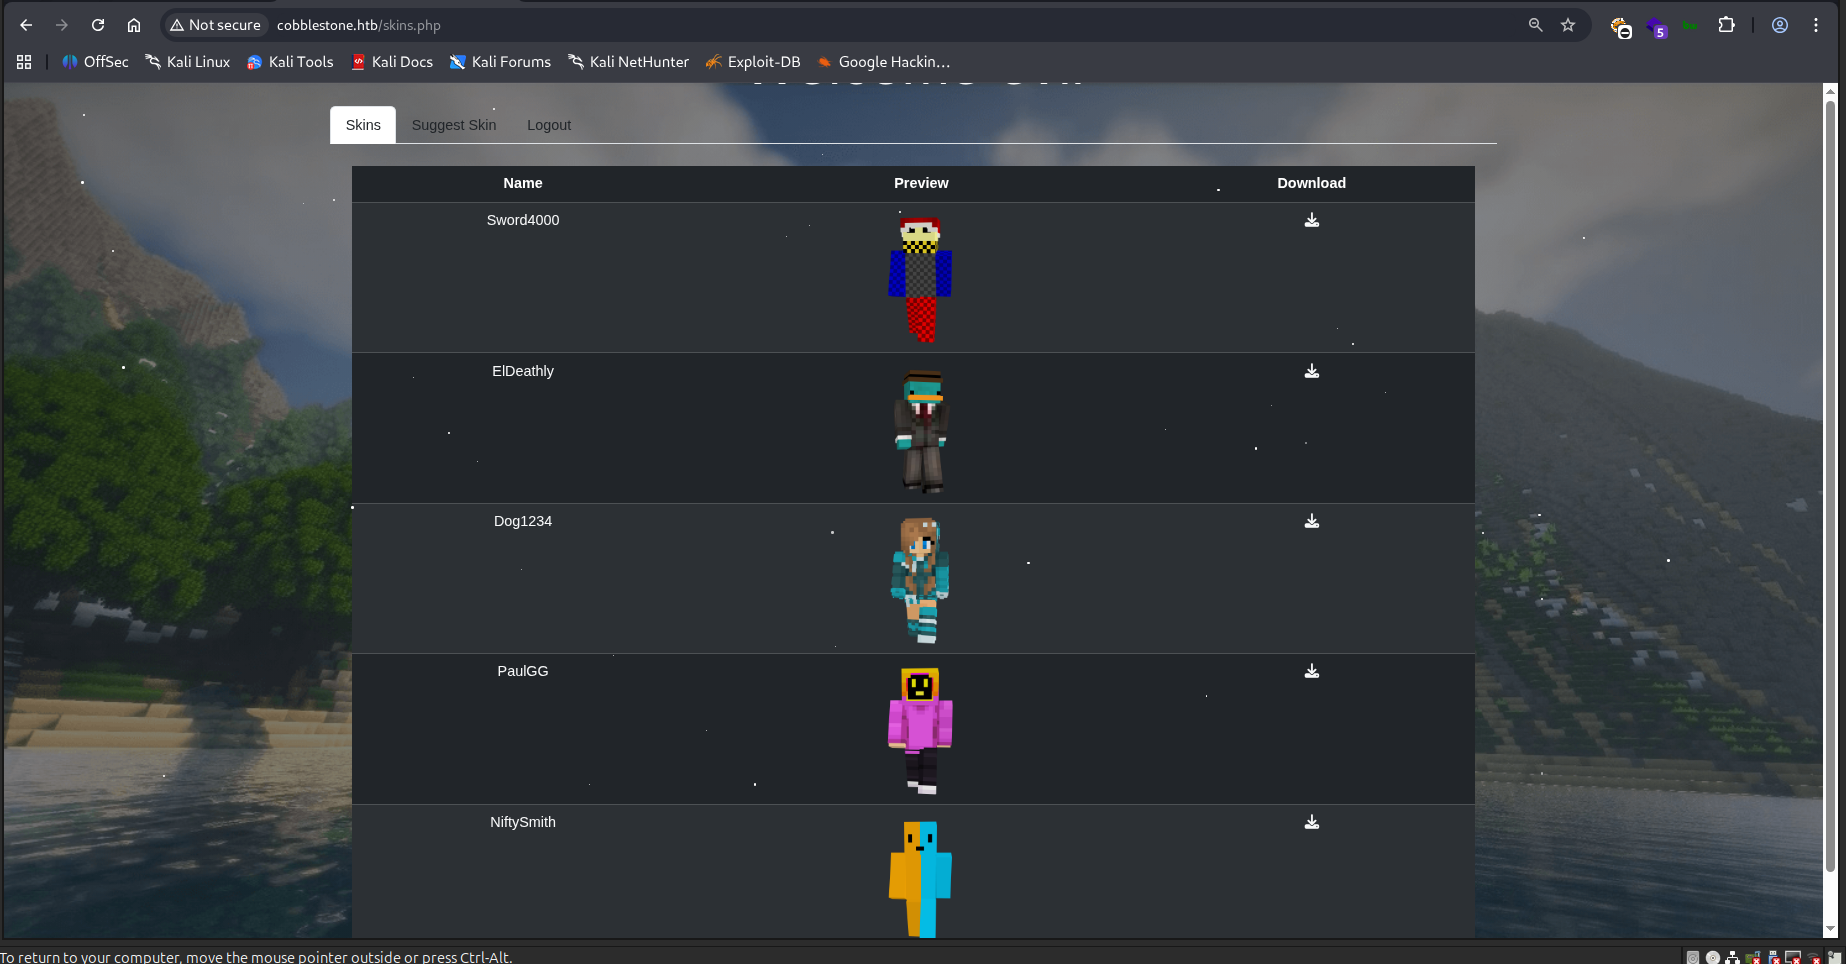 Not secure cobblestone.htb/skins.php
5
OffSec Kali Linux Kali Tools Kali Docs Kali Forums Kali NetHunter Exploit-DB Google Hackin...
Skins Suggest Skin Logout
Name Preview Download
Sword4000
ElDeathly
Dog1234
PaulGG
NiftySmith
To return to your computer, move the mouse pointer outside or press Ctrl-Alt.